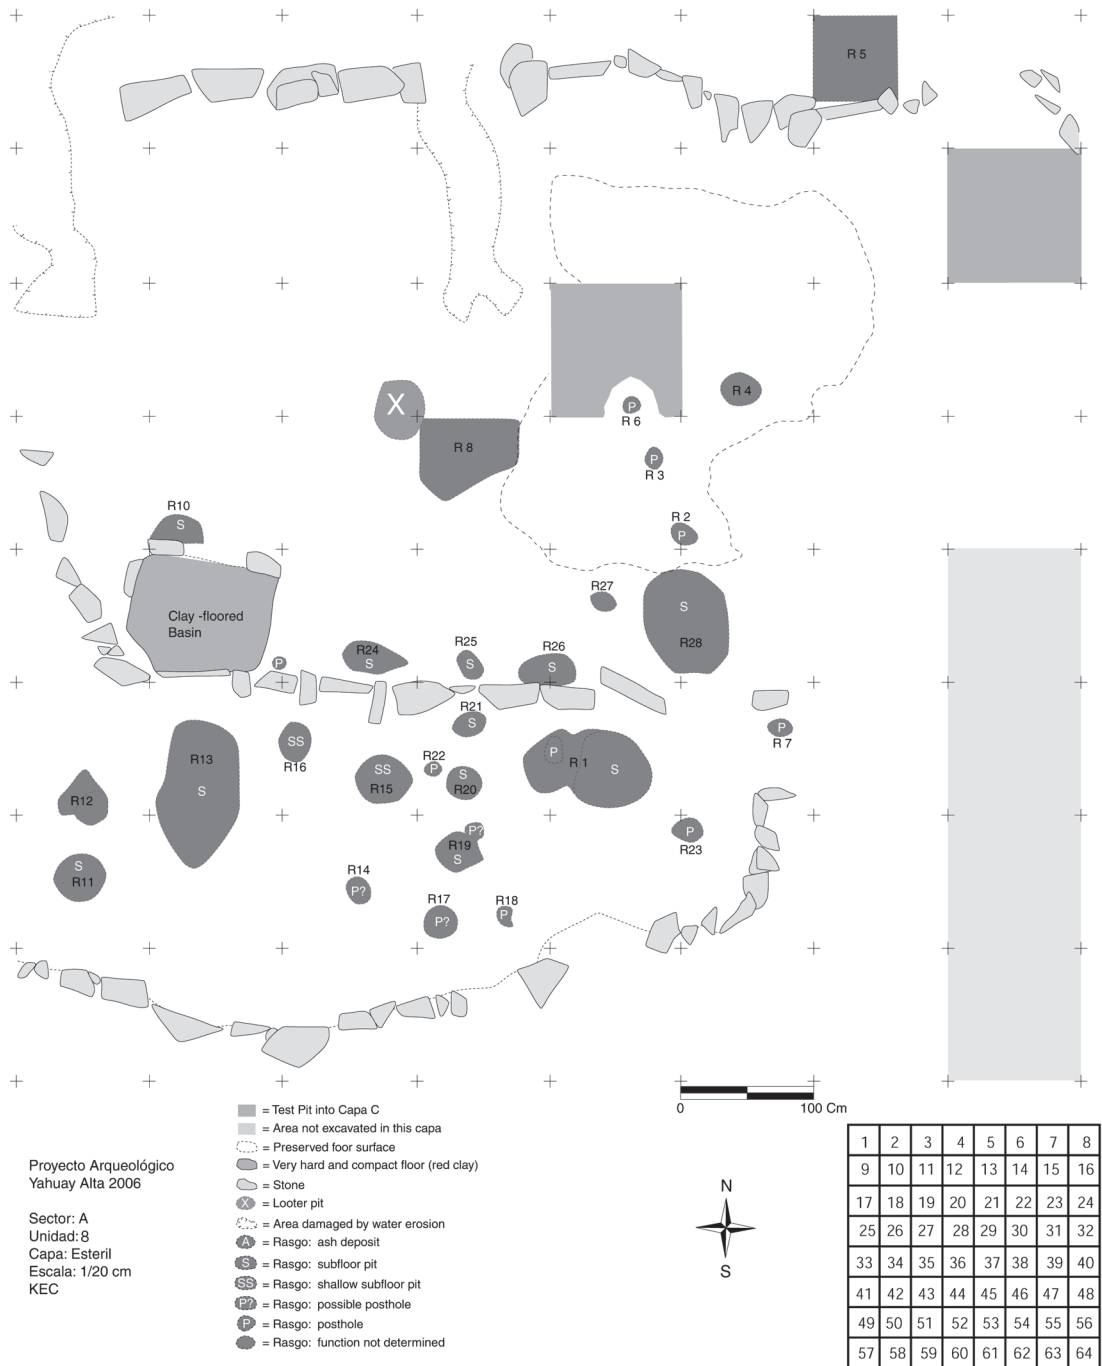 R 5
R 4
X
P
R 6
R 8
P
R 3
R10
S
R 2
P
R27
S
Clay -floored
Basin
R28
R25
R26
R24
P
S
S
S
R21
S
P
R 7
SS
R22
R13
P
R 1
R16
SS
P
S
S
S
R15
R20
R12
P?
P
R19
R23
S
S
R14
R11
P?
R17
R18
P?
P
0
100 Cm
= Test Pit into Capa C
= Area not excavated in this capa
= Preserved foor surface
= Very hard and compact floor (red clay)
= Stone
X = Looter pit
= Area damaged by water erosion
A = Rasgo: ash deposit
S = Rasgo: subfloor pit
SS = Rasgo: shallow subfloor pit
P? = Rasgo: possible posthole
P = Rasgo: posthole
= Rasgo: function not determined
Proyecto Arqueológico
Yahuay Alta 2006
Sector: A
Unidad: 8
Capa: Esteril
Escala: 1/20 cm
KEC
N
S
1 2 3 4 5 6 7 8
9 10 11 12 13 14 15 16
17 18 19 20 21 22 23 24
25 26 27 28 29 30 31 32
33 34 35 36 37 38 39 40
41 42 43 44 45 46 47 48
49 50 51 52 53 54 55 56
57 58 59 60 61 62 63 64